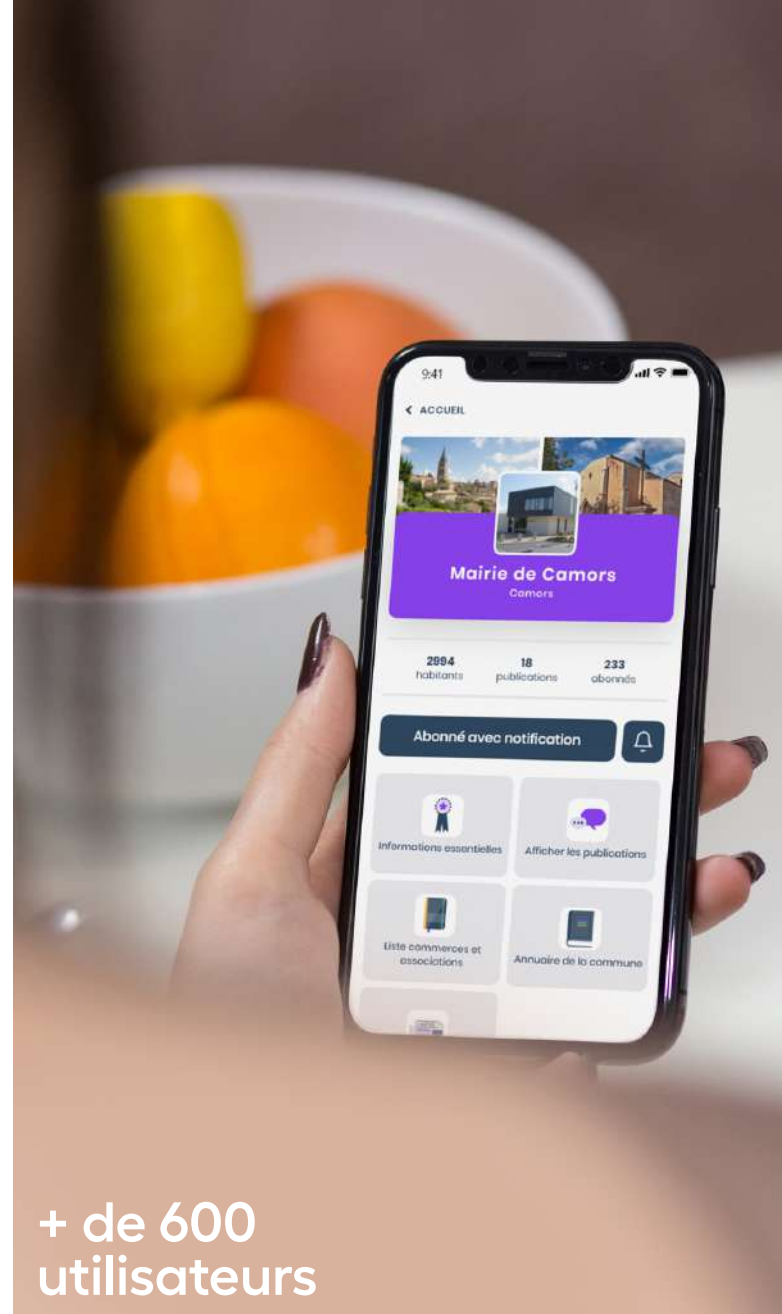 9:41
< ACCUEIL
Mairie de Camors
Camors
2994 18 233
habitants publications abonnés
Abonné avec notification
Informations essentielles
Afficher les publications
Liste commerces et
associations
Annuaire de la commune
+ de 600
utilisateurs